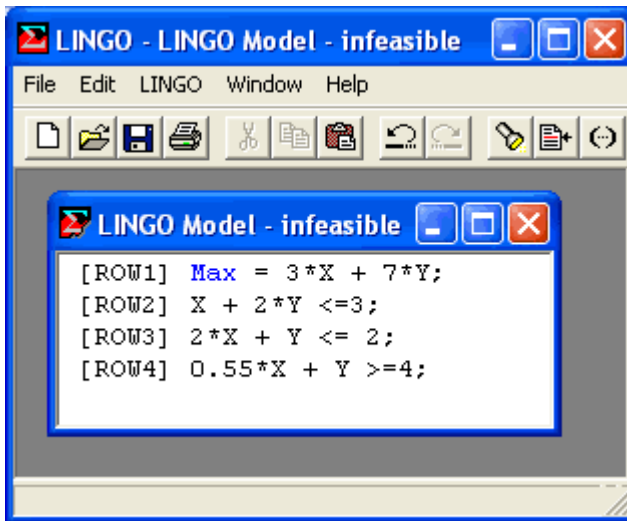 LINGO - LINGO Model - infeasible
File Edit LINGO Window Help
LINGO Model - infeasible
[ROW1] Max = 3*X + 7*Y;
[ROW2] X + 2*Y <=3;
[ROW3] 2*X + Y <= 2;
[ROW4] 0.55*X + Y >=4;